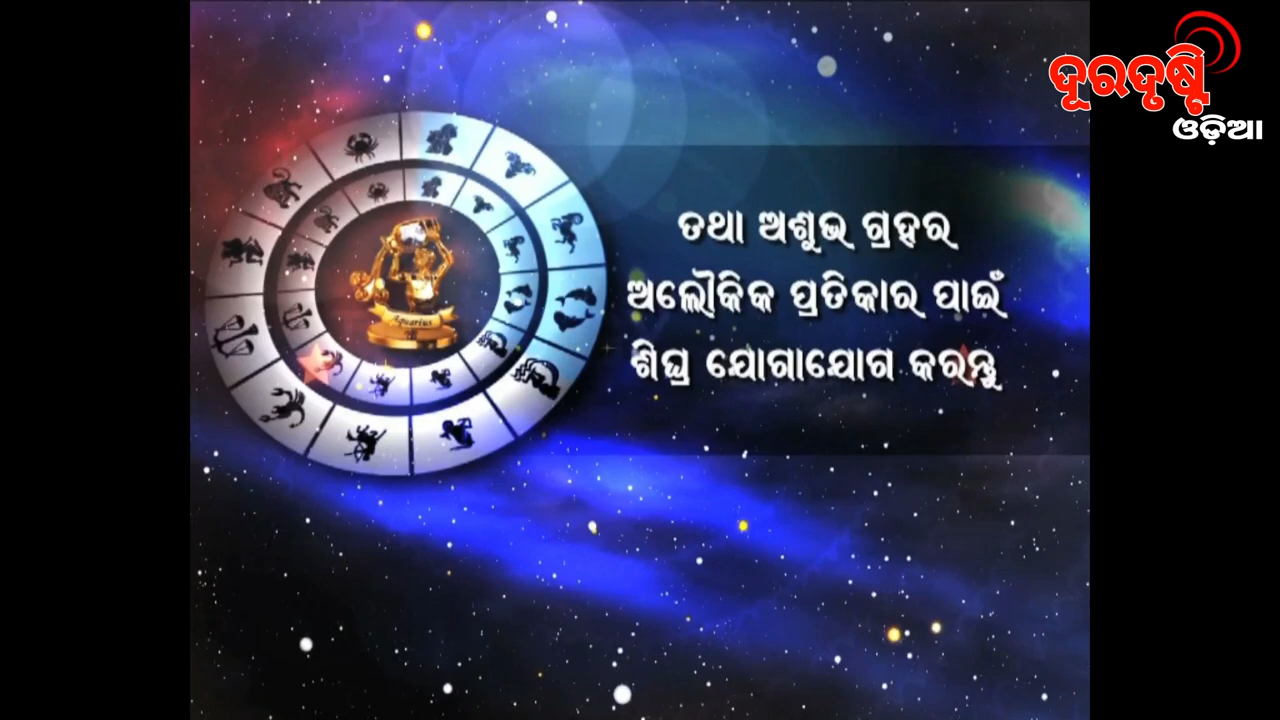 ଦୂରଦୃଷ୍ଟି
ଓଡ଼ିଆ
ତଥା ଅଶୁଭ ଗ୍ରହର
ଅଲୌକିକ ପ୍ରତିକାର ପାଇଁ
ଶିଘ୍ର ଯୋଗାଯୋଗ କରନ୍ତୁ
Aquarius